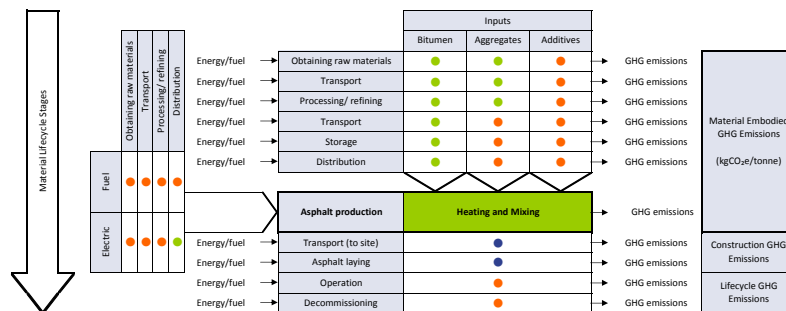 Inputs
Bitumen Aggregates Additives
Material Lifecycle Stages
Obtaining raw materials
Transport
Processing/ refining
Distribution
Fuel
Electric
Energy/fuel Obtaining raw materials GHG emissions
Energy/fuel Transport GHG emissions
Energy/fuel Processing/ refining GHG emissions
Energy/fuel Transport GHG emissions
Energy/fuel Storage GHG emissions
Energy/fuel Distribution GHG emissions
Asphalt production Heating and Mixing GHG emissions
Energy/fuel Transport (to site) GHG emissions
Energy/fuel Asphalt laying GHG emissions
Energy/fuel Operation GHG emissions
Energy/fuel Decommissioning GHG emissions
Material Embodied
GHG Emissions
(kgCO₂e/tonne)
Construction GHG
Emissions
Lifecycle GHG
Emissions